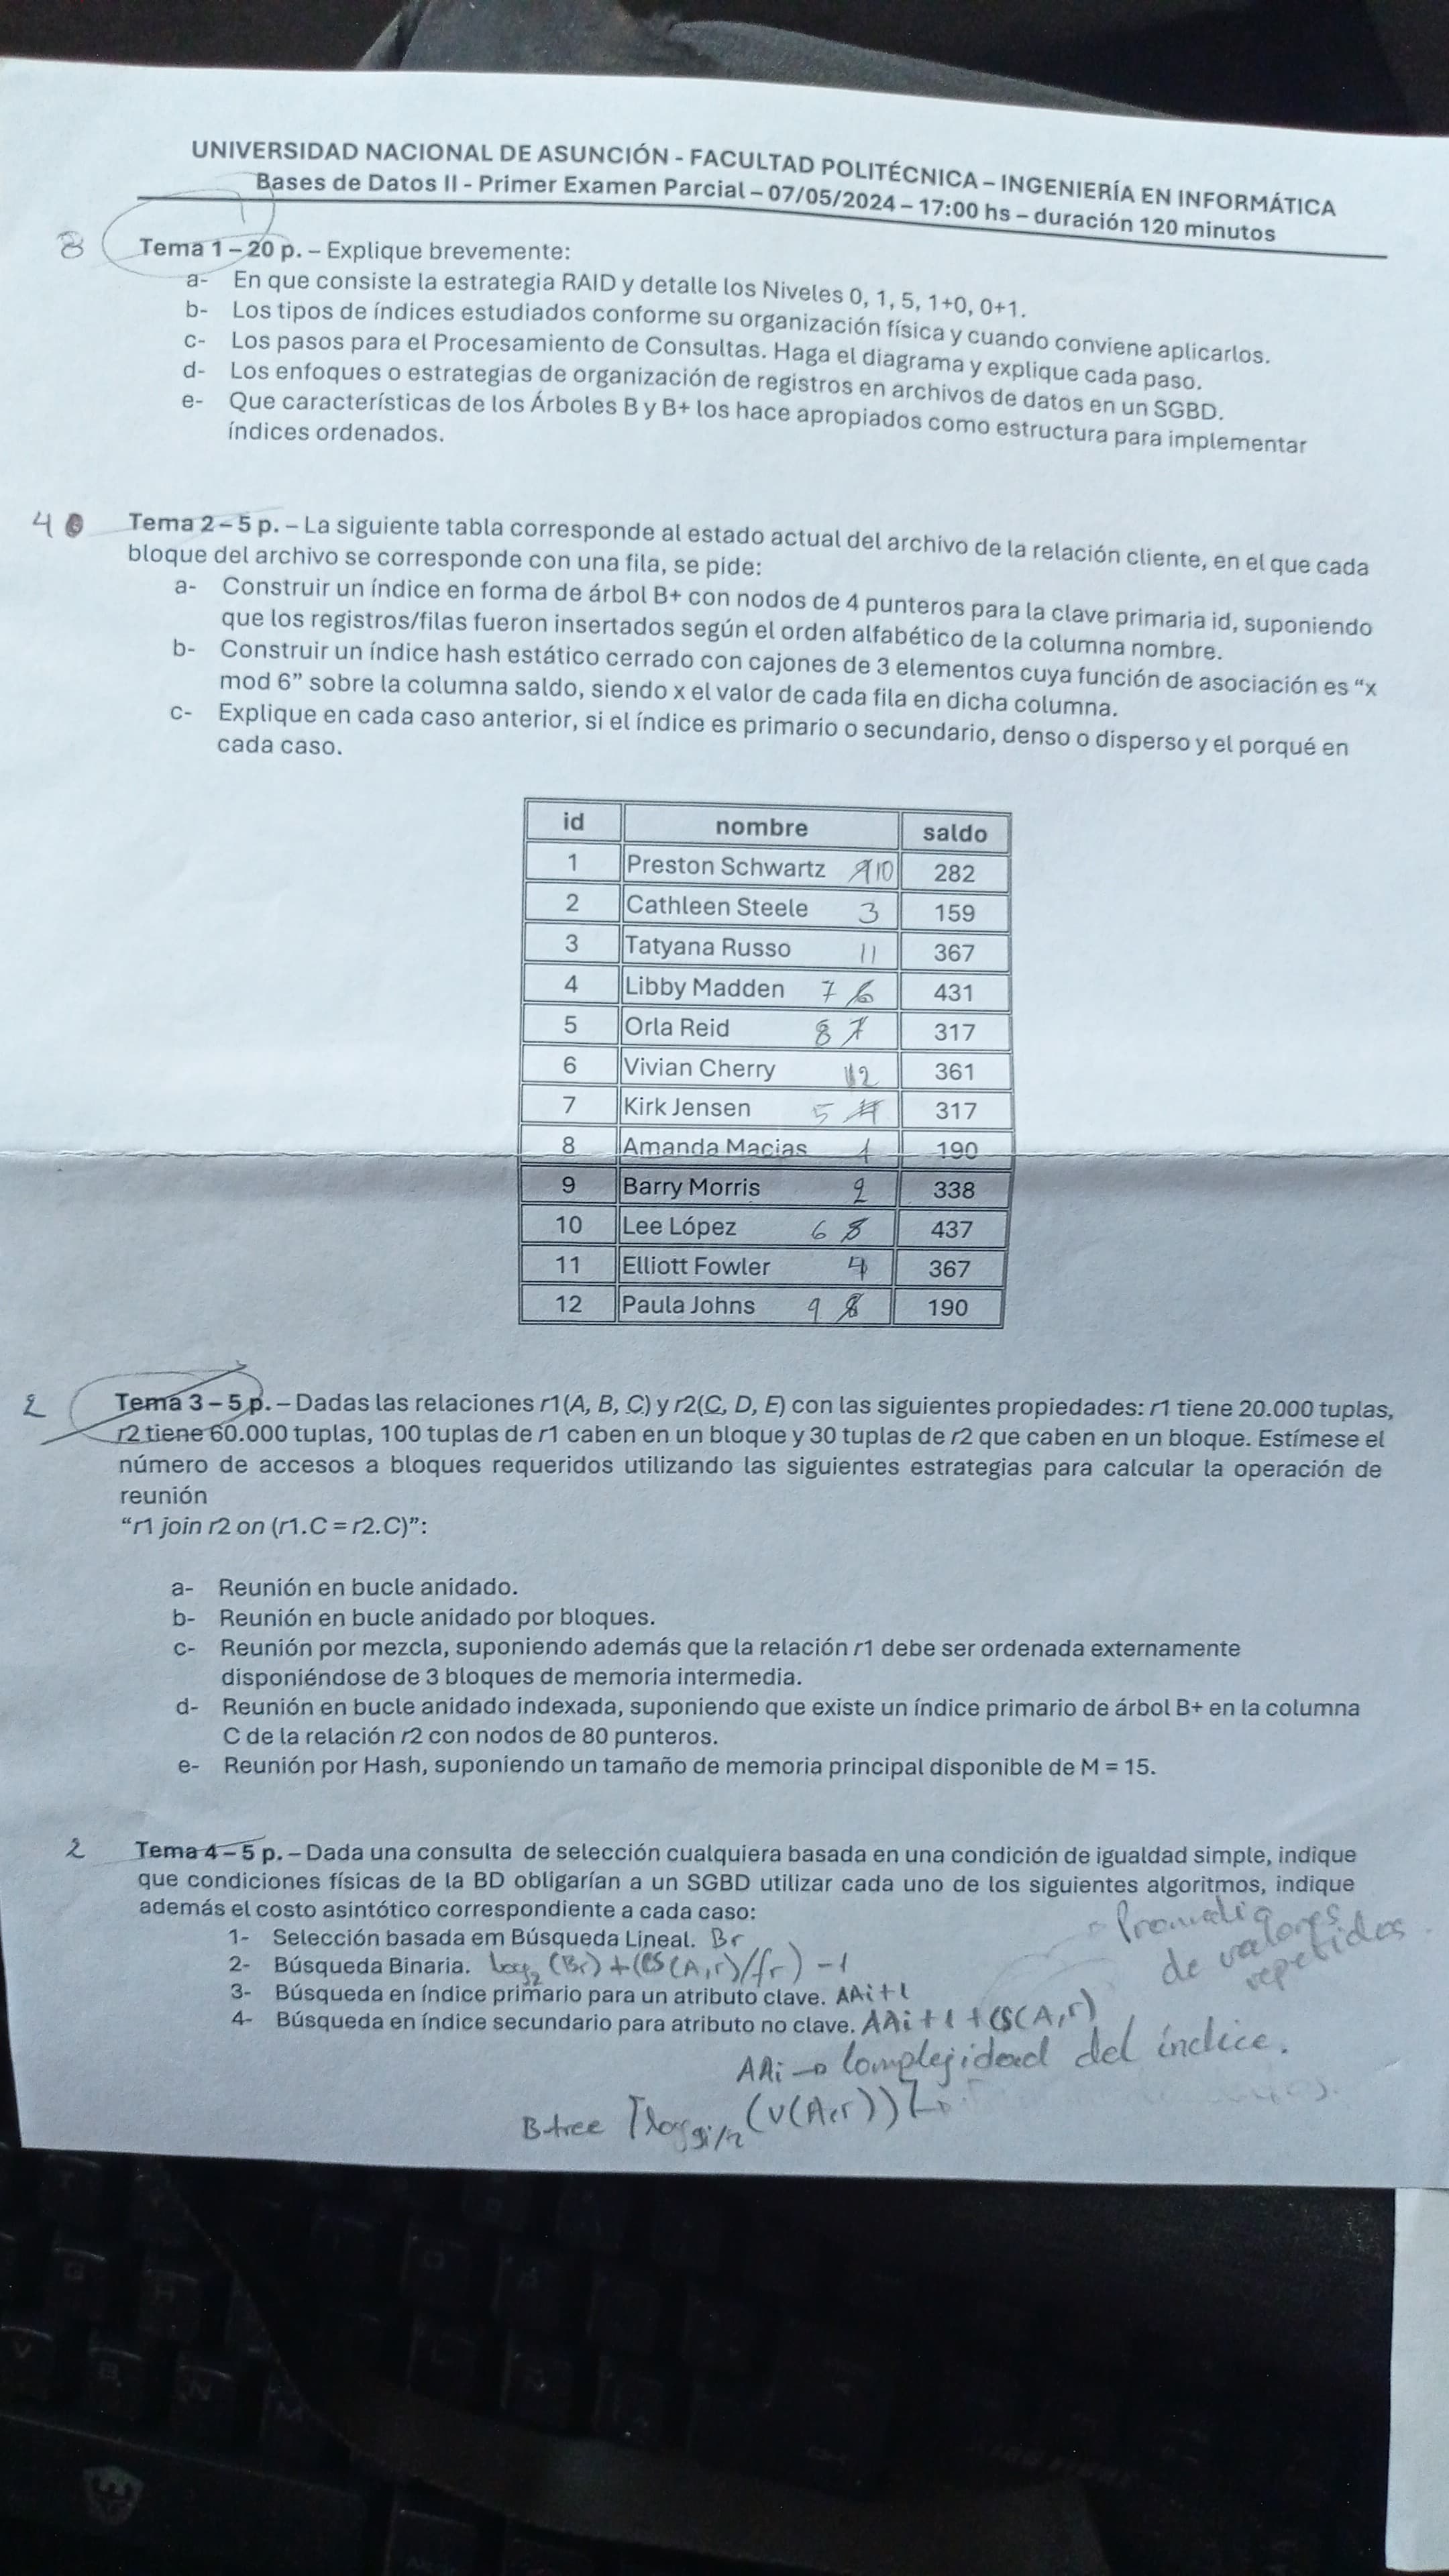 UNIVERSIDAD NACIONAL DE ASUNCIÓN - FACULTAD POLITÉCNICA – INGENIERÍA EN INFORMÁTICA
Bases de Datos II - Primer Examen Parcial – 07/05/2024 – 17:00 hs – duración 120 minutos
8 Tema 1 – 20 p. – Explique brevemente:
a- En que consiste la estrategia RAID y detalle los Niveles 0, 1, 5, 1+0, 0+1.
b- Los tipos de índices estudiados conforme su organización física y cuando conviene aplicarlos.
c- Los pasos para el Procesamiento de Consultas. Haga el diagrama y explique cada paso.
d- Los enfoques o estrategias de organización de registros en archivos de datos en un SGBD.
e- Que características de los Árboles B y B+ los hace apropiados como estructura para implementar
índices ordenados.
4 Tema 2 – 5 p. – La siguiente tabla corresponde al estado actual del archivo de la relación cliente, en el que cada
bloque del archivo se corresponde con una fila, se pide:
a- Construir un índice en forma de árbol B+ con nodos de 4 punteros para la clave primaria id, suponiendo
que los registros/filas fueron insertados según el orden alfabético de la columna nombre.
b- Construir un índice hash estático cerrado con cajones de 3 elementos cuya función de asociación es “x
mod 6” sobre la columna saldo, siendo x el valor de cada fila en dicha columna.
c- Explique en cada caso anterior, si el índice es primario o secundario, denso o disperso y el porqué en
cada caso.
id nombre saldo
1 Preston Schwartz 10 282
2 Cathleen Steele 3 159
3 Tatyana Russo 11 367
4 Libby Madden 7 6 431
5 Orla Reid 8 7 317
6 Vivian Cherry 12 361
7 Kirk Jensen 5 317
8 Amanda Macias 1 190
9 Barry Morris 2 338
10 Lee López 6 437
11 Elliott Fowler 4 367
12 Paula Johns 9 8 190
2 Tema 3 – 5 p. – Dadas las relaciones r1(A, B, C) y r2(C, D, E) con las siguientes propiedades: r1 tiene 20.000 tuplas,
r2 tiene 60.000 tuplas, 100 tuplas de r1 caben en un bloque y 30 tuplas de r2 que caben en un bloque. Estímese el
número de accesos a bloques requeridos utilizando las siguientes estrategias para calcular la operación de
reunión
“r1 join r2 on (r1.C = r2.C)”:
a- Reunión en bucle anidado.
b- Reunión en bucle anidado por bloques.
c- Reunión por mezcla, suponiendo además que la relación r1 debe ser ordenada externamente
disponiéndose de 3 bloques de memoria intermedia.
d- Reunión en bucle anidado indexada, suponiendo que existe un índice primario de árbol B+ en la columna
C de la relación r2 con nodos de 80 punteros.
e- Reunión por Hash, suponiendo un tamaño de memoria principal disponible de M = 15.
2 Tema 4 – 5 p. – Dada una consulta de selección cualquiera basada en una condición de igualdad simple, indique
que condiciones físicas de la BD obligarían a un SGBD utilizar cada uno de los siguientes algoritmos, indique
además el costo asintótico correspondiente a cada caso:
1- Selección basada em Búsqueda Lineal. Br
2- Búsqueda Binaria. log2 (Br) + (CS(A,r)/fr) - 1
3- Búsqueda en índice primario para un atributo clave. AAi + 1
4- Búsqueda en índice secundario para atributo no clave. AAi + 1 + CS(A,r)
de valores
repetidos
AAi → Complejidad del índice.
B-tree ⌈log gi/2 (V(A,r))⌉